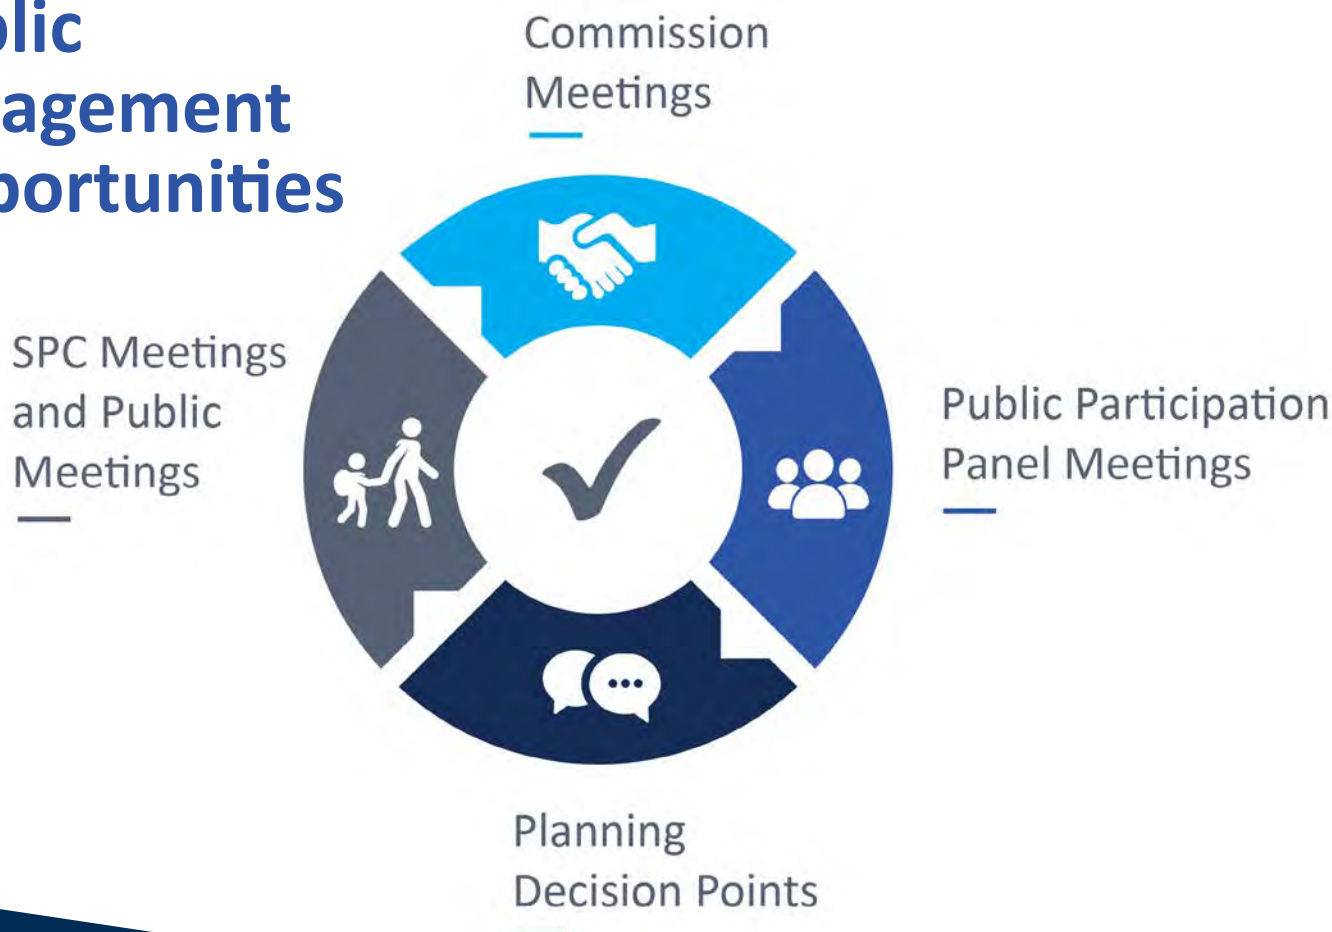 blic
agement
portunities
Commission
Meetings
SPC Meetings
and Public
Meetings
Public Participation
Panel Meetings
Planning
Decision Points